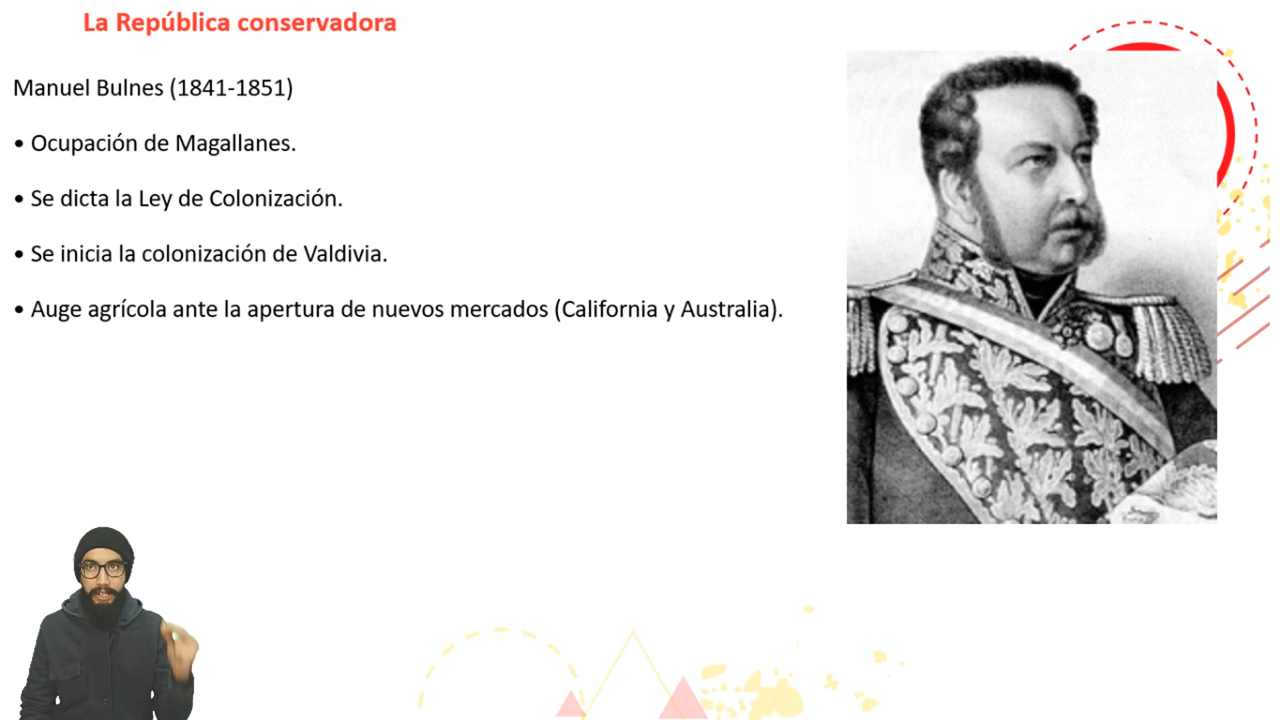 La República conservadora
Manuel Bulnes (1841-1851)
• Ocupación de Magallanes.
• Se dicta la Ley de Colonización.
• Se inicia la colonización de Valdivia.
• Auge agrícola ante la apertura de nuevos mercados (California y Australia).